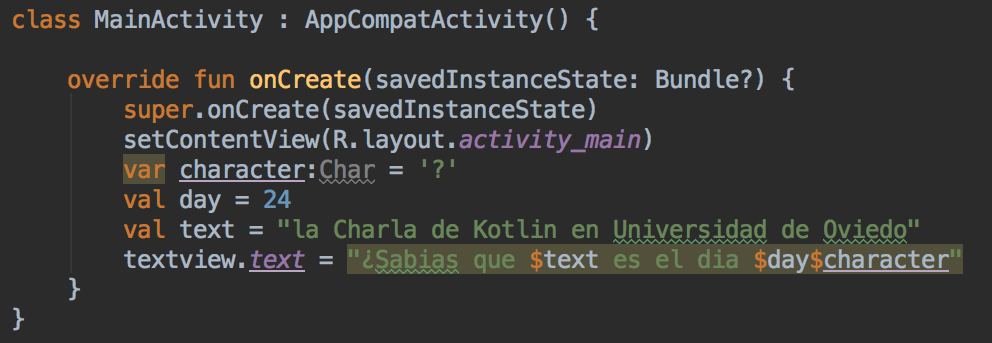 class MainActivity : AppCompatActivity() {
override fun onCreate(savedInstanceState: Bundle?) {
super.onCreate(savedInstanceState)
setContentView(R.layout.activity_main)
var character:Char = '?'
val day = 24
val text = "la Charla de Kotlin en Universidad de Oviedo"
textview.text = "¿Sabias que $text es el dia $day$character"
}
}